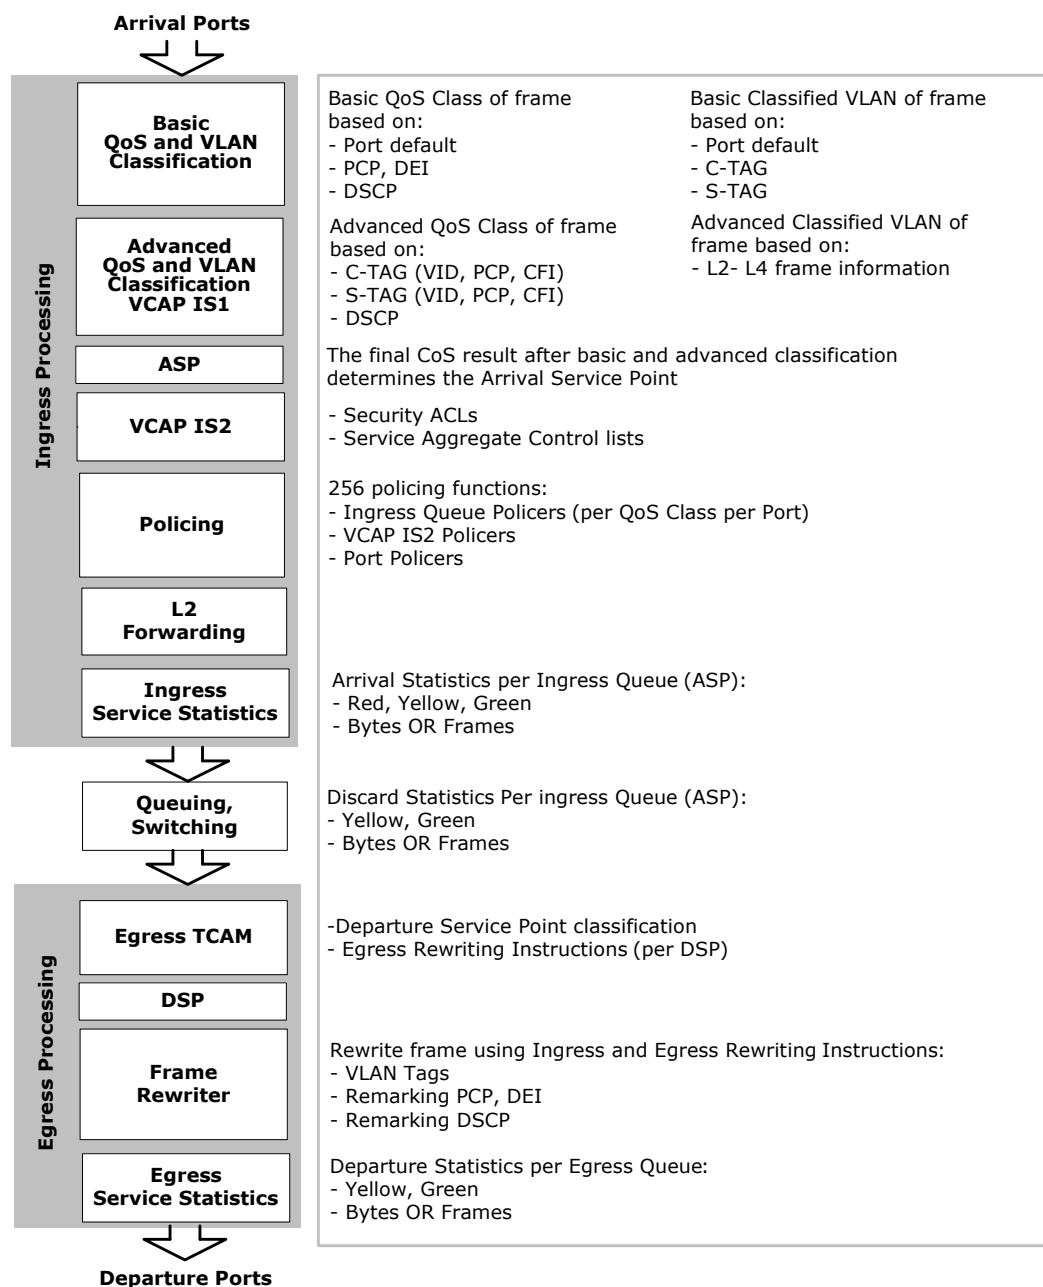 Arrival Ports
Ingress Processing
Basic
QoS and VLAN
Classification
Basic QoS Class of frame
based on:
- Port default
- PCP, DEI
- DSCP
Basic Classified VLAN of frame
based on:
- Port default
- C-TAG
- S-TAG
Advanced
QoS and VLAN
Classification
VCAP IS1
Advanced QoS Class of frame
based on:
- C-TAG (VID, PCP, CFI)
- S-TAG (VID, PCP, CFI)
- DSCP
Advanced Classified VLAN of
frame based on:
- L2- L4 frame information
ASP
The final CoS result after basic and advanced classification
determines the Arrival Service Point
VCAP IS2
- Security ACLs
- Service Aggregate Control lists
Policing
256 policing functions:
- Ingress Queue Policers (per QoS Class per Port)
- VCAP IS2 Policers
- Port Policers
L2
Forwarding
Ingress
Service Statistics
Arrival Statistics per Ingress Queue (ASP):
- Red, Yellow, Green
- Bytes OR Frames
Queuing,
Switching
Discard Statistics Per ingress Queue (ASP):
- Yellow, Green
- Bytes OR Frames
Egress Processing
Egress TCAM
-Departure Service Point classification
- Egress Rewriting Instructions (per DSP)
DSP
Frame
Rewriter
Rewrite frame using Ingress and Egress Rewriting Instructions:
- VLAN Tags
- Remarking PCP, DEI
- Remarking DSCP
Egress
Service Statistics
Departure Statistics per Egress Queue:
- Yellow, Green
- Bytes OR Frames
Departure Ports